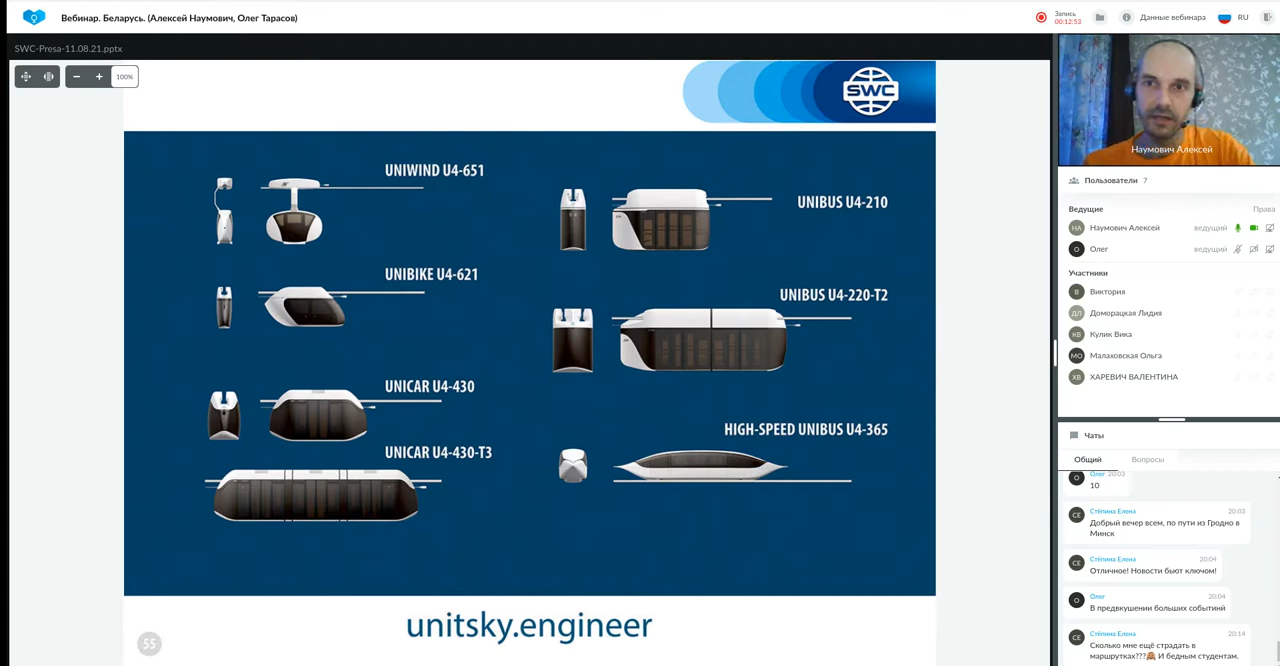 Вебинар. Беларусь. (Алексей Наумович, Олег Тарасов)
Запись
00:12:53
Данные вебинара
RU
SWC-Presa-11.08.21.pptx
100%
SWC
UNIWIND U4-651
UNIBIKE U4-621
UNICAR U4-430
UNICAR U4-430-T3
UNIBUS U4-210
UNIBUS U4-220-T2
HIGH-SPEED UNIBUS U4-365
unitsky.engineer
55
Наумович Алексей
Пользователи 7
Ведущие Права
НА Наумович Алексей ведущий
О Олег ведущий
Участники
В Виктория
ДЛ Доморацкая Лидия
КВ Кулик Вика
МО Малаховская Ольга
ХВ ХАРЕВИЧ ВАЛЕНТИНА
Чаты
Общий Вопросы
О Олег 20:03
10
СЕ Стёпина Елена 20:03
Добрый вечер всем, по пути из Гродно в
Минск
СЕ Стёпина Елена 20:04
Отличное! Новости бьют ключом!
О Олег 20:04
В предвкушении больших событинй
СЕ Стёпина Елена 20:14
Сколько мне ещё страдать в
маршрутках???🙈 И бедным студентам.